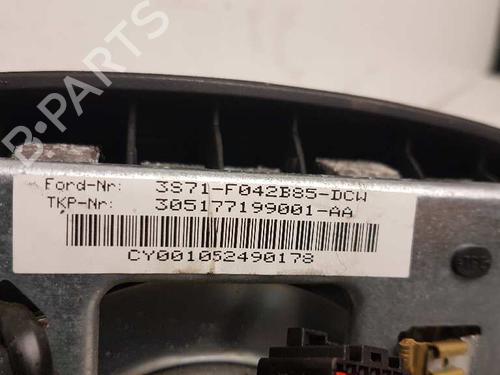 B-PARTS
Ford-Nr: 3S71-F042B85-DCW
TKP-Nr: 305177199001-AA
CY001052490178